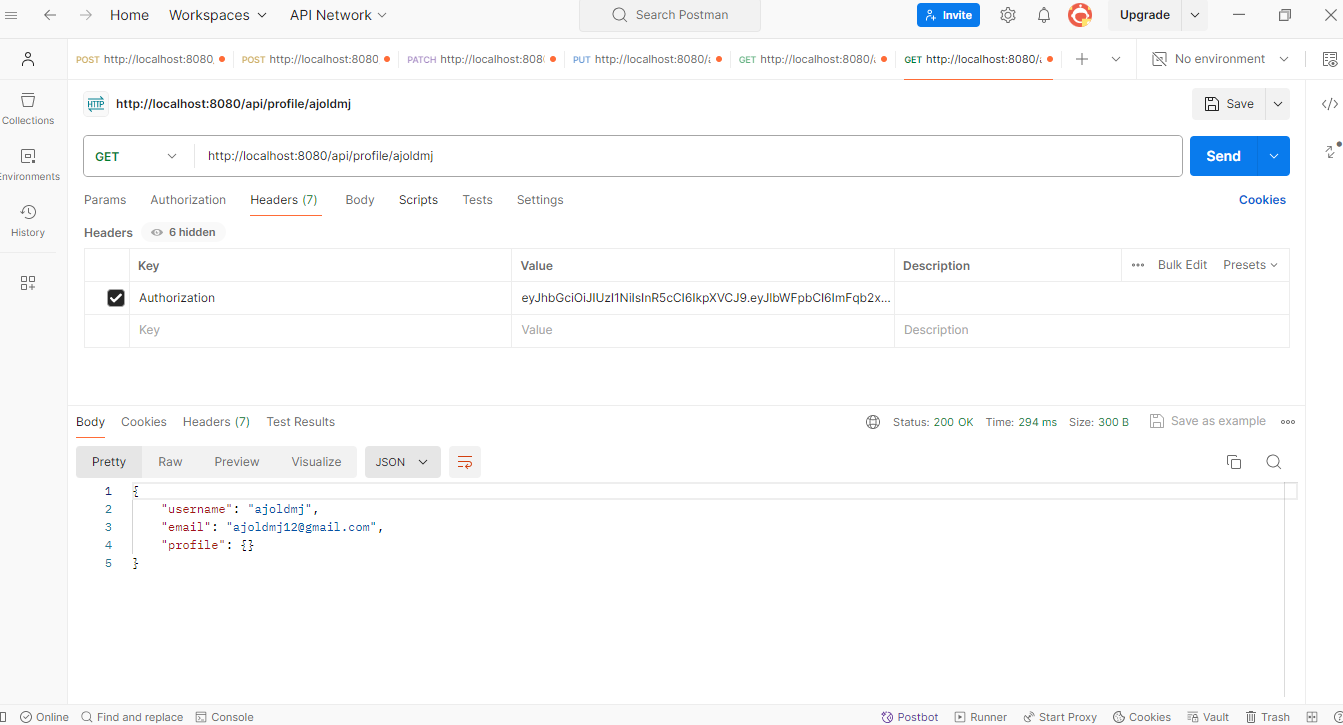 Home Workspaces API Network Search Postman Invite Upgrade
POST http://localhost:8080 POST http://localhost:8080 PATCH http://localhost:808 PUT http://localhost:8080/ GET http://localhost:8080/ GET http://localhost:8080/ No environment
HTTP http://localhost:8080/api/profile/ajoldmj Save
Collections
GET http://localhost:8080/api/profile/ajoldmj Send
Environments
Params Authorization Headers (7) Body Scripts Tests Settings Cookies
History
Headers 6 hidden
Key Value Description Bulk Edit Presets
Authorization eyJhbGciOiJIUzI1NiIsInR5cCI6IkpXVCJ9.eyJlbWFpbCI6ImFqb2x...
Key Value Description
Body Cookies Headers (7) Test Results Status: 200 OK Time: 294 ms Size: 300 B Save as example
Pretty Raw Preview Visualize JSON
1 {
2 "username": "ajoldmj",
3 "email": "ajoldmj12@gmail.com",
4 "profile": {}
5 }
Online Find and replace Console Postbot Runner Start Proxy Cookies Vault Trash